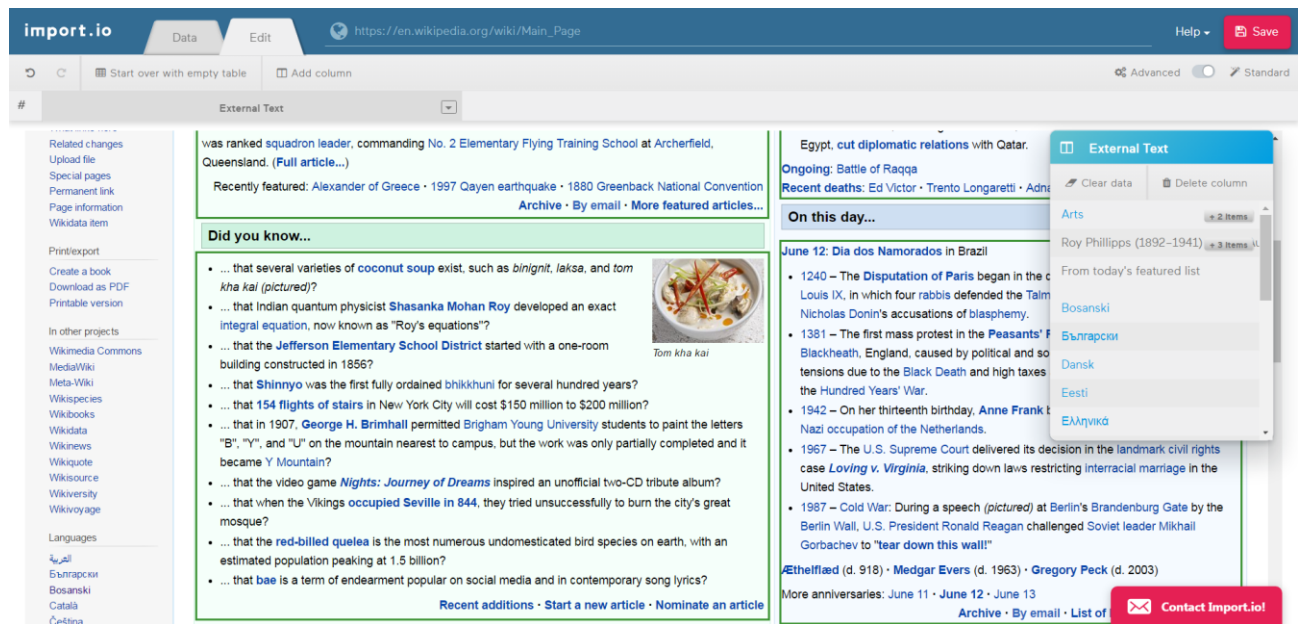 import.io
Data
Edit
https://en.wikipedia.org/wiki/Main_Page
Help
Save
Start over with empty table
Add column
Advanced
Standard
#
External Text
Related changes
Upload file
Special pages
Permanent link
Page information
Wikidata item
Print/export
Create a book
Download as PDF
Printable version
In other projects
Wikimedia Commons
MediaWiki
Meta-Wiki
Wikispecies
Wikibooks
Wikidata
Wikinews
Wikiquote
Wikisource
Wikiversity
Wikivoyage
Languages
العربية
Български
Bosanski
Català
Čeština
was ranked squadron leader, commanding No. 2 Elementary Flying Training School at Archerfield,
Queensland. (Full article...)
Recently featured: Alexander of Greece · 1997 Qayen earthquake · 1880 Greenback National Convention
Archive · By email · More featured articles...
Did you know...
• ... that several varieties of coconut soup exist, such as binignit, laksa, and tom
kha kai (pictured)?
• ... that Indian quantum physicist Shasanka Mohan Roy developed an exact
integral equation, now known as "Roy's equations"?
• ... that the Jefferson Elementary School District started with a one-room
building constructed in 1856?
Tom kha kai
• ... that Shinnyo was the first fully ordained bhikkhuni for several hundred years?
• ... that 154 flights of stairs in New York City will cost $150 million to $200 million?
• ... that in 1907, George H. Brimhall permitted Brigham Young University students to paint the letters
"B", "Y", and "U" on the mountain nearest to campus, but the work was only partially completed and it
became Y Mountain?
• ... that the video game Nights: Journey of Dreams inspired an unofficial two-CD tribute album?
• ... that when the Vikings occupied Seville in 844, they tried unsuccessfully to burn the city's great
mosque?
• ... that the red-billed quelea is the most numerous undomesticated bird species on earth, with an
estimated population peaking at 1.5 billion?
• ... that bae is a term of endearment popular on social media and in contemporary song lyrics?
Recent additions · Start a new article · Nominate an article
Egypt, cut diplomatic relations with Qatar.
Ongoing: Battle of Raqqa
Recent deaths: Ed Victor · Trento Longaretti ·
On this day...
June 12: Dia dos Namorados in Brazil
• 1240 – The Disputation of Paris began in the
Louis IX, in which four rabbis defended the
Nicholas Donin's accusations of blasphemy.
• 1381 – The first mass protest in the Peasants'
Blackheath, England, caused by political and
tensions due to the Black Death and high taxes
the Hundred Years' War.
• 1942 – On her thirteenth birthday, Anne Frank
Nazi occupation of the Netherlands.
• 1967 – The U.S. Supreme Court delivered its decision in the landmark civil rights
case Loving v. Virginia, striking down laws restricting interracial marriage in the
United States.
• 1987 – Cold War: During a speech (pictured) at Berlin's Brandenburg Gate by the
Berlin Wall, U.S. President Ronald Reagan challenged Soviet leader Mikhail
Gorbachev to "tear down this wall!"
Æthelflæd (d. 918) · Medgar Evers (d. 1963) · Gregory Peck (d. 2003)
More anniversaries: June 11 · June 12 · June 13
Archive · By email · List of
External Text
Clear data
Delete column
Arts
+ 2 Items
Roy Phillipps (1892–1941)
+ 3 Items
From today's featured list
Bosanski
Български
Dansk
Eesti
Ελληνικά
Contact Import.io!